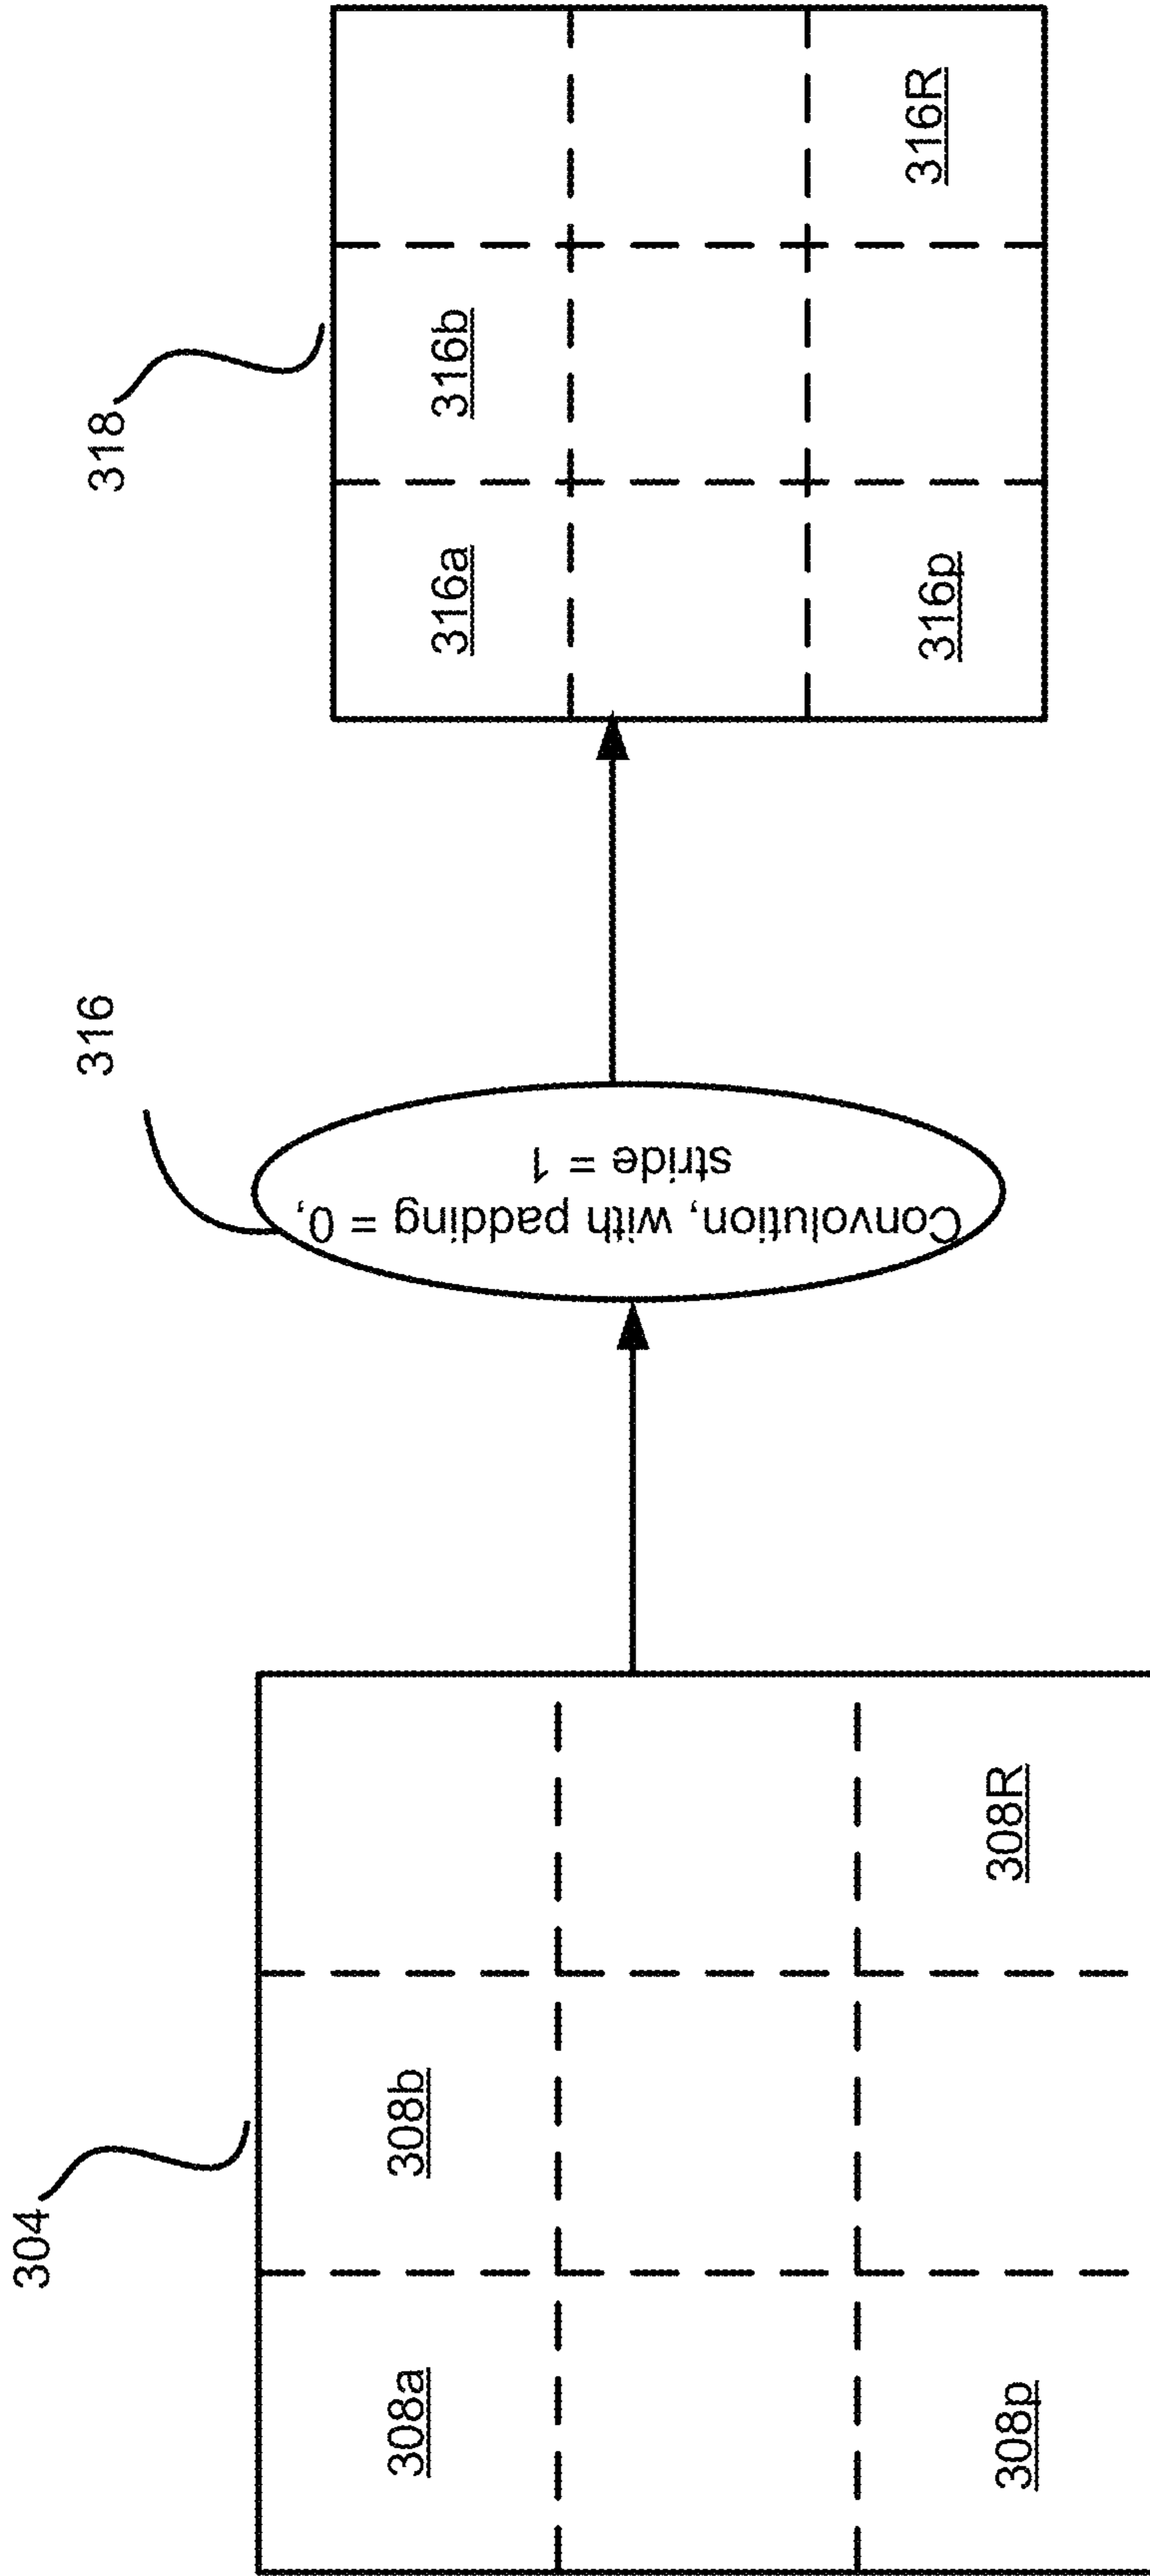 304
308a
308b
308p
308R
316
Convolution, with padding = 0,
stride = 1
318
316a
316b
316p
316R